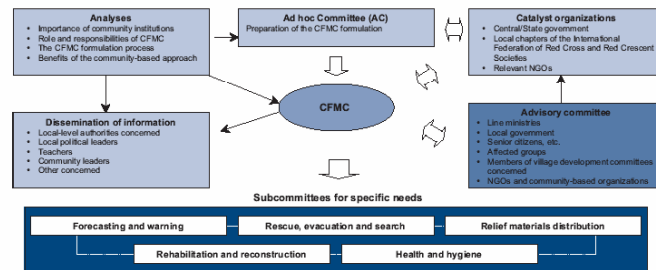 Analyses
• Importance of community institutions
• Role and responsibilities of CFMC
• The CFMC formulation process
• Benefits of the community-based approach
Ad hoc Committee (AC)
Preparation of the CFMC formulation
Catalyst organizations
• Central/State government
• Local chapters of the International
Federation of Red Cross and Red Crescent
Societies
• Relevant NGOs
CFMC
Dissemination of information
• Local-level authorities concerned
• Local political leaders
• Teachers
• Community leaders
• Other concerned
Advisory committee
• Line ministries
• Local government
• Senior citizens, etc.
• Affected groups
• Members of village development committees
concerned
• NGOs and community-based organizations
Subcommittees for specific needs
Forecasting and warning
Rescue, evacuation and search
Relief materials distribution
Rehabilitation and reconstruction
Health and hygiene